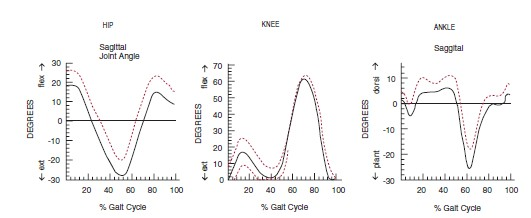 HIP
Sagittal
Joint Angle
DEGREES
← ext flex →
30
20
10
0
-10
-20
-30
20 40 60 80 100
% Gait Cycle
KNEE
DEGREES
← ext flex →
70
60
50
40
30
20
10
0
0 20 40 60 80 100
% Gait Cycle
ANKLE
Saggital
DEGREES
← plant dorsi →
10
0
-10
-20
-30
20 40 60 80 100
% Gait Cycle